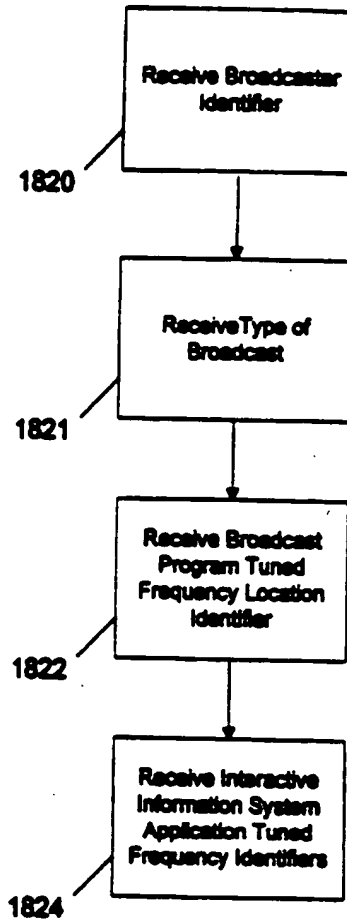 Receive Broadcaster
Identifier
1820
ReceiveType of
Broadcast
1821
Receive Broadcast
Program Tuned
Frequency Location
Identifier
1822
Receive Interactive
Information System
Application Tuned
Frequency Identifiers
1824